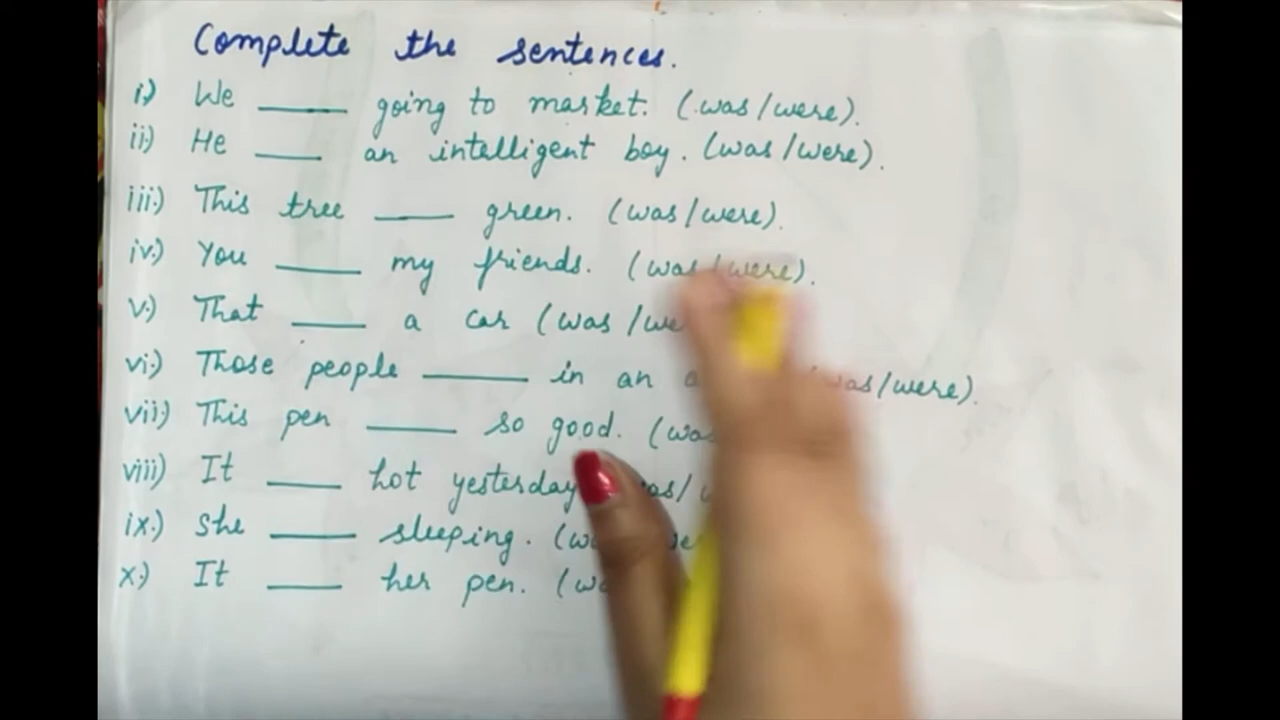 Complete the sentences.
i.) We ____ going to market. (was/were).
ii.) He ____ an intelligent boy. (was/were).
iii.) This tree ____ green. (was/were).
iv.) You ____ my friends. (was/were).
v.) That ____ a car (was/we
vi.) Those people ____ in an was/were).
vii.) This pen ____ so good. (was
viii.) It ____ hot yesterday
ix.) She ____ sleeping.
x.) It ____ her pen.